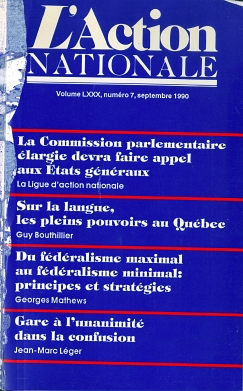 L'Action
NATIONALE
Volume LXXX, numéro 7, septembre 1990
La Commission parlementaire
élargie devra faire appel
aux États généraux
La Ligue d'action nationale
Sur la langue,
les pleins pouvoirs au Québec
Guy Bouthillier
Du fédéralisme maximal
au fédéralisme minimal:
principes et stratégies
Georges Mathews
Gare à l'unanimité
dans la confusion
Jean-Marc Léger